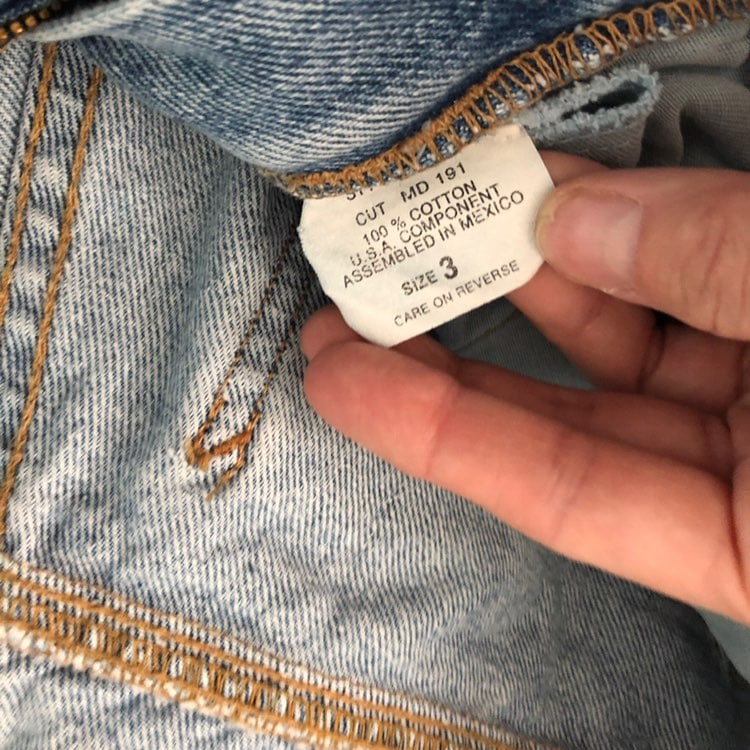 CUT MD 191
100 % COTTON
U.S.A. COMPONENT
ASSEMBLED IN MEXICO
SIZE 3
CARE ON REVERSE